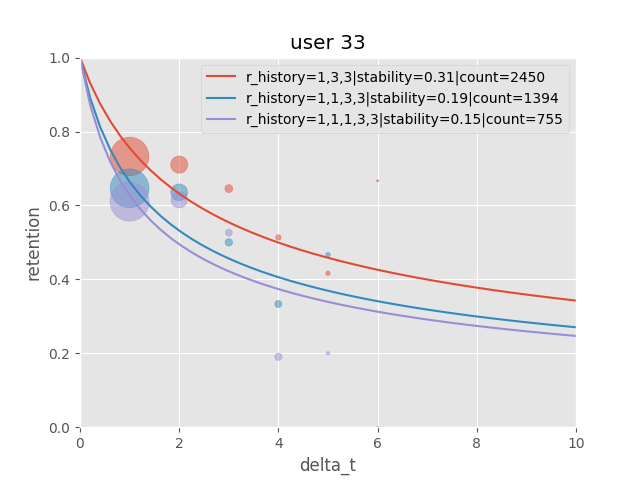 user 33
r_history=1,3,3|stability=0.31|count=2450
r_history=1,1,3,3|stability=0.19|count=1394
r_history=1,1,1,3,3|stability=0.15|count=755
retention
1.0
0.8
0.6
0.4
0.2
0.0
0 2 4 6 8 10
delta_t